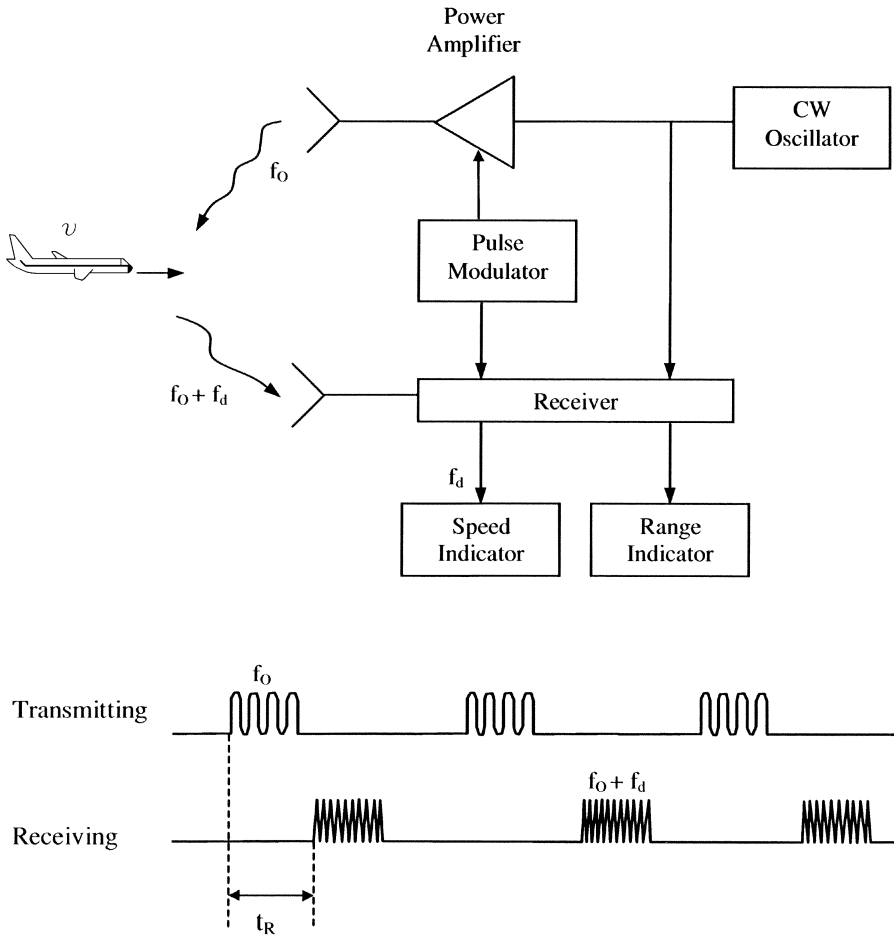 Power
Amplifier
CW
Oscillator
f_O
υ
Pulse
Modulator
f_O + f_d
Receiver
f_d
Speed
Indicator
Range
Indicator
f_O
Transmitting
f_O + f_d
Receiving
t_R